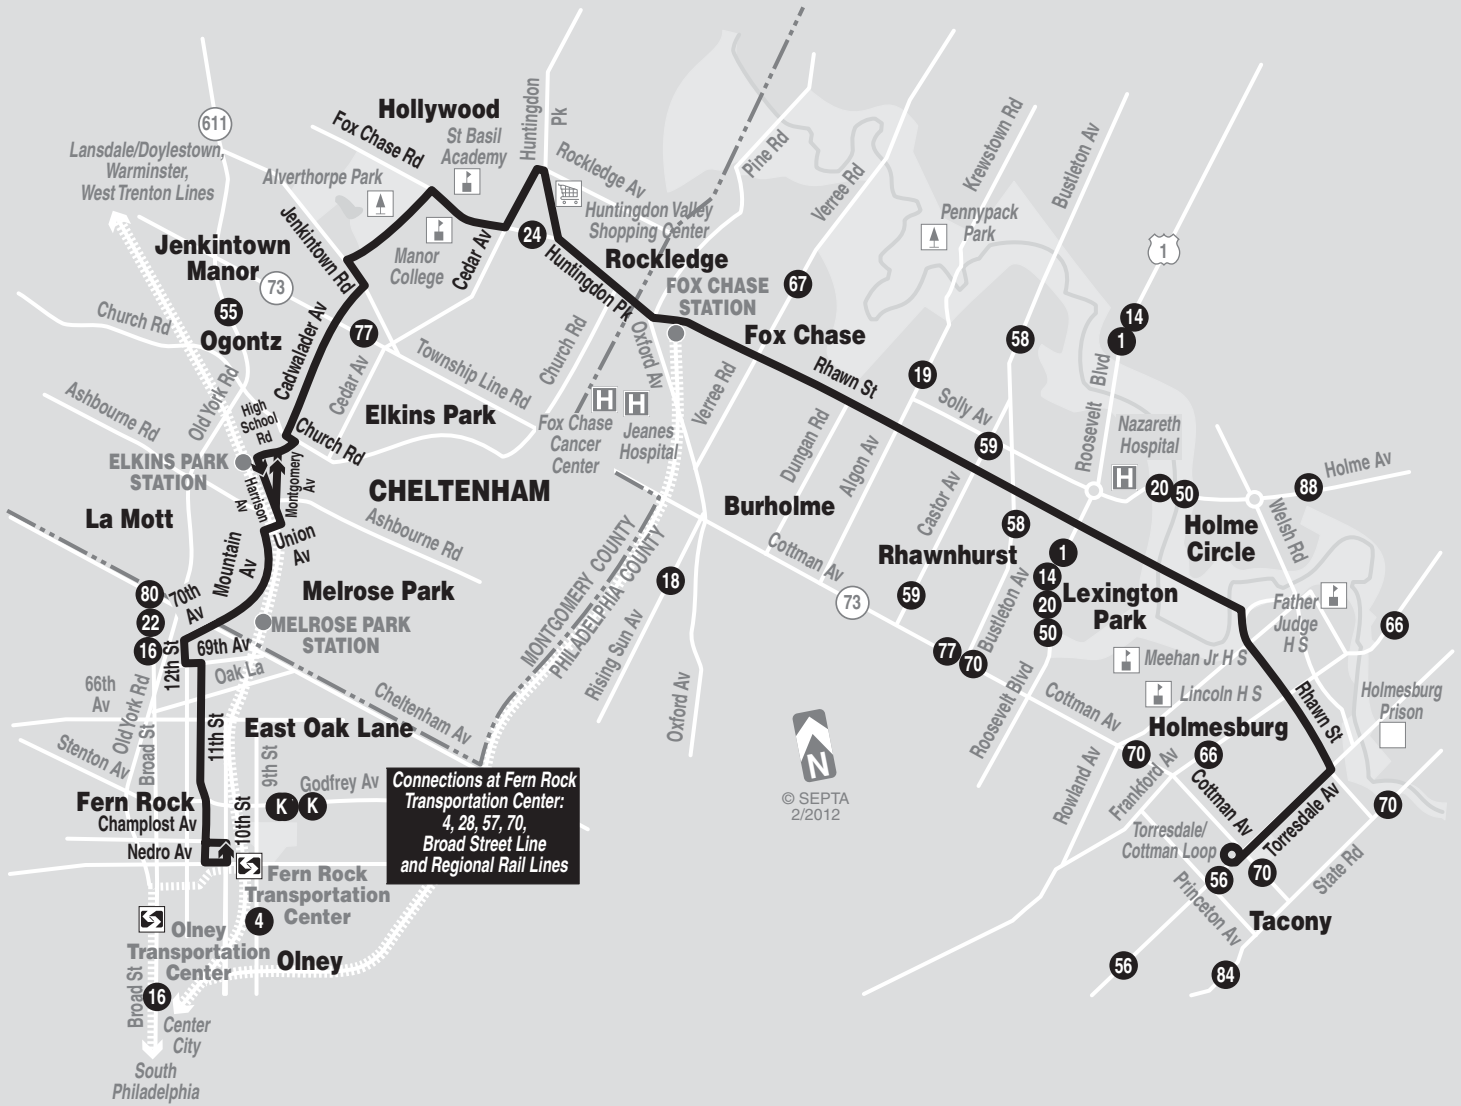 Hollywood
Huntingdon
Pk
Fox Chase Rd
St Basil
Academy
611
Lansdale/Doylestown,
Warminster,
West Trenton Lines
Alverthorpe Park
Rockledge Av
Huntingdon Valley
Shopping Center
Pine Rd
Verree Rd
Krewstown Rd
Bustleton Av
Pennypack
Park
1
Jenkintown
Manor
73
Jenkintown Rd
Manor
College
Cedar Av
24
Huntingdon Pk
Rockledge
FOX CHASE
STATION
67
Fox Chase
55
Ogontz
Church Rd
Cadwalader Av
77
Cedar Av
Township Line Rd
Church Rd
Oxford Av
Verree Rd
Rhawn St
19
58
14
1
Roosevelt
Blvd
Solly Av
Nazareth
Hospital
H
Ashbourne Rd
Old York Rd
High
School
Rd
Church Rd
Elkins Park
H
H
Fox Chase
Cancer
Center
Jeanes
Hospital
Dungan Rd
Algon Av
Castor Av
59
20
50
88
Holme Av
Welsh Rd
Holme
Circle
ELKINS PARK
STATION
Harrison
Av
Montgomery
Av
CHELTENHAM
La Mott
Ashbourne Rd
Union
Av
Mountain
Av
Burholme
Cottman Av
73
Rhawnhurst
58
1
14
20
50
Lexington
Park
59
Bustleton Av
77
70
80
22
16
70th
Av
Melrose Park
MELROSE PARK
STATION
69th Av
12th St
Oak La
66th
Av
Old York Rd
Broad St
11th St
MONTGOMERY COUNTY
PHILADELPHIA COUNTY
18
Rising Sun Av
Oxford Av
Cheltenham Av
Father
Judge
H S
66
Meehan Jr H S
Lincoln H S
Holmesburg
Prison
Roosevelt Blvd
Cottman Av
Holmesburg
Rhawn St
East Oak Lane
Stenton Av
9th St
Godfrey Av
K
K
Fern Rock
Champlost Av
Nedro Av
10th St
Connections at Fern Rock
Transportation Center:
4, 28, 57, 70,
Broad Street Line
and Regional Rail Lines
N
© SEPTA
2/2012
Rowland Av
70
66
Frankford Av
Cottman Av
Torresdale Av
70
Torresdale/
Cottman Loop
56
70
State Rd
Princeton Av
Tacony
Fern Rock
Transportation
Center
4
Olney
Transportation
Center
Olney
Broad St
16
Center
City
South
Philadelphia
56
84